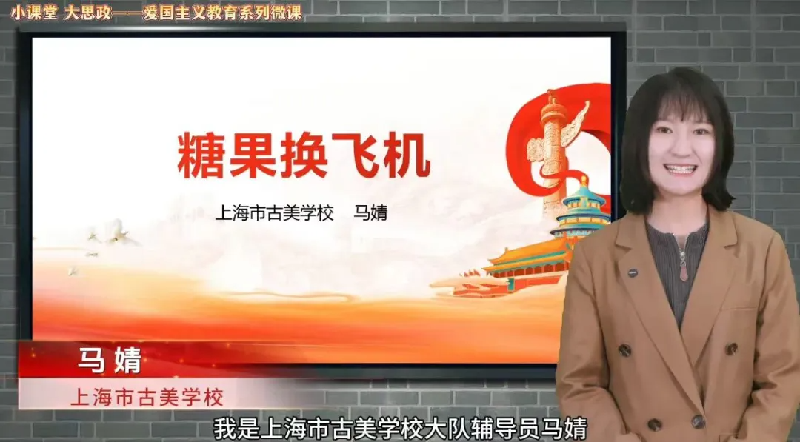 小课堂 大思政——爱国主义教育系列微课
糖果换飞机
上海市古美学校 马婧
马婧
上海市古美学校
我是上海市古美学校大队辅导员马婧